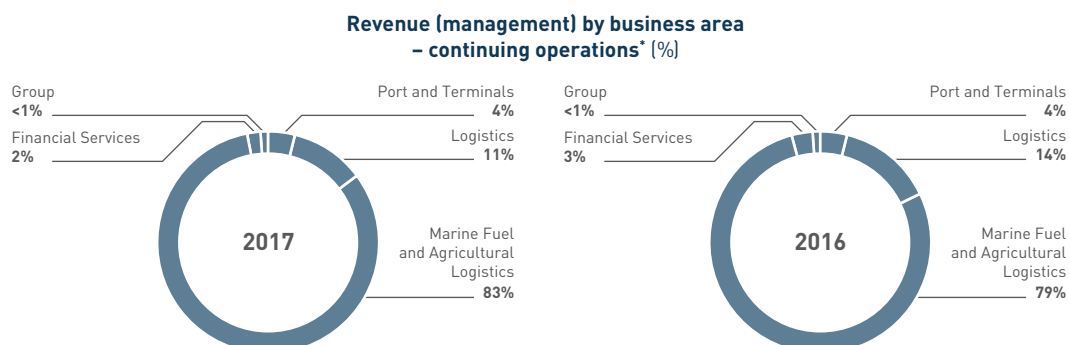 Revenue (management) by business area
– continuing operations* (%)
Group
<1%
Financial Services
2%
Port and Terminals
4%
Logistics
11%
Marine Fuel
and Agricultural
Logistics
83%
2017
Group
<1%
Financial Services
3%
Port and Terminals
4%
Logistics
14%
Marine Fuel
and Agricultural
Logistics
79%
2016